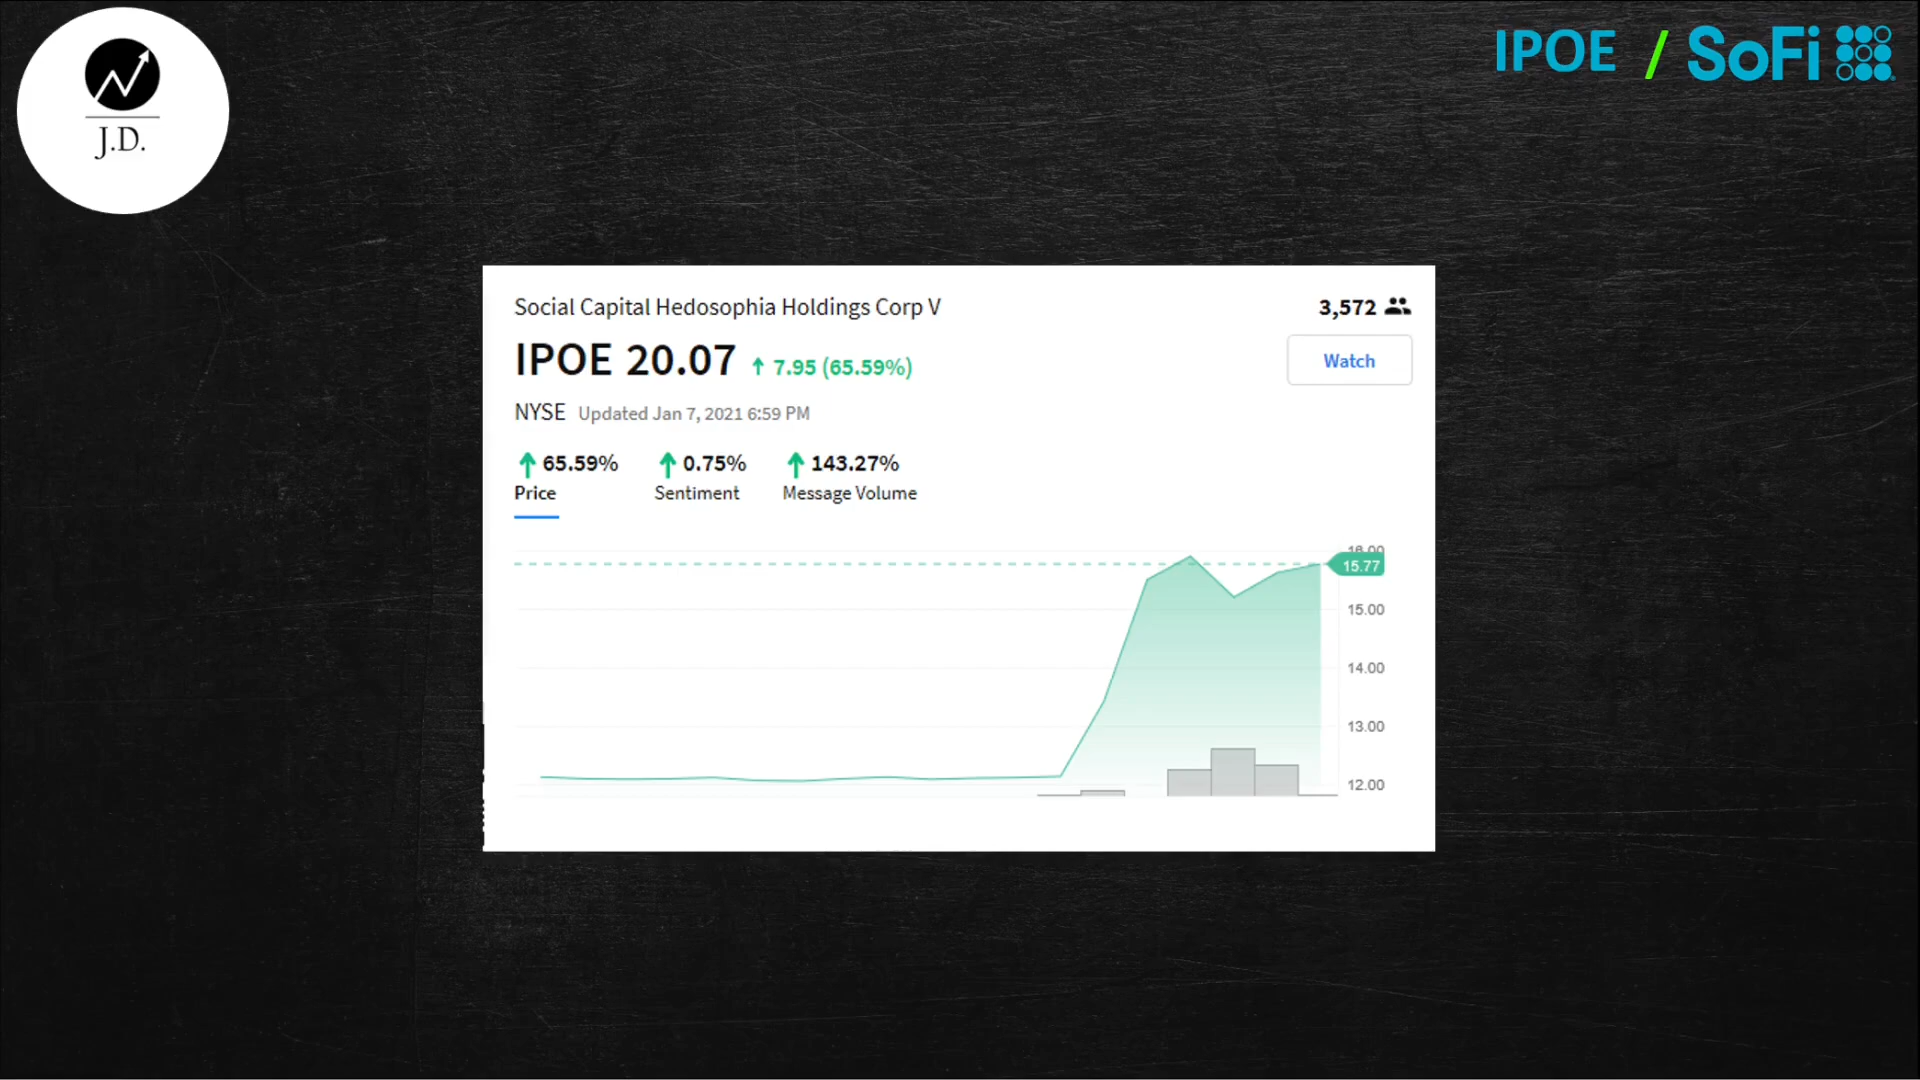 J.D.
IPOE / SoFi
Social Capital Hedosophia Holdings Corp V
3,572
IPOE 20.07 ↑ 7.95 (65.59%)
Watch
NYSE Updated Jan 7, 2021 6:59 PM
↑ 65.59% ↑ 0.75% ↑ 143.27%
Price Sentiment Message Volume
16.00
15.77
15.00
14.00
13.00
12.00